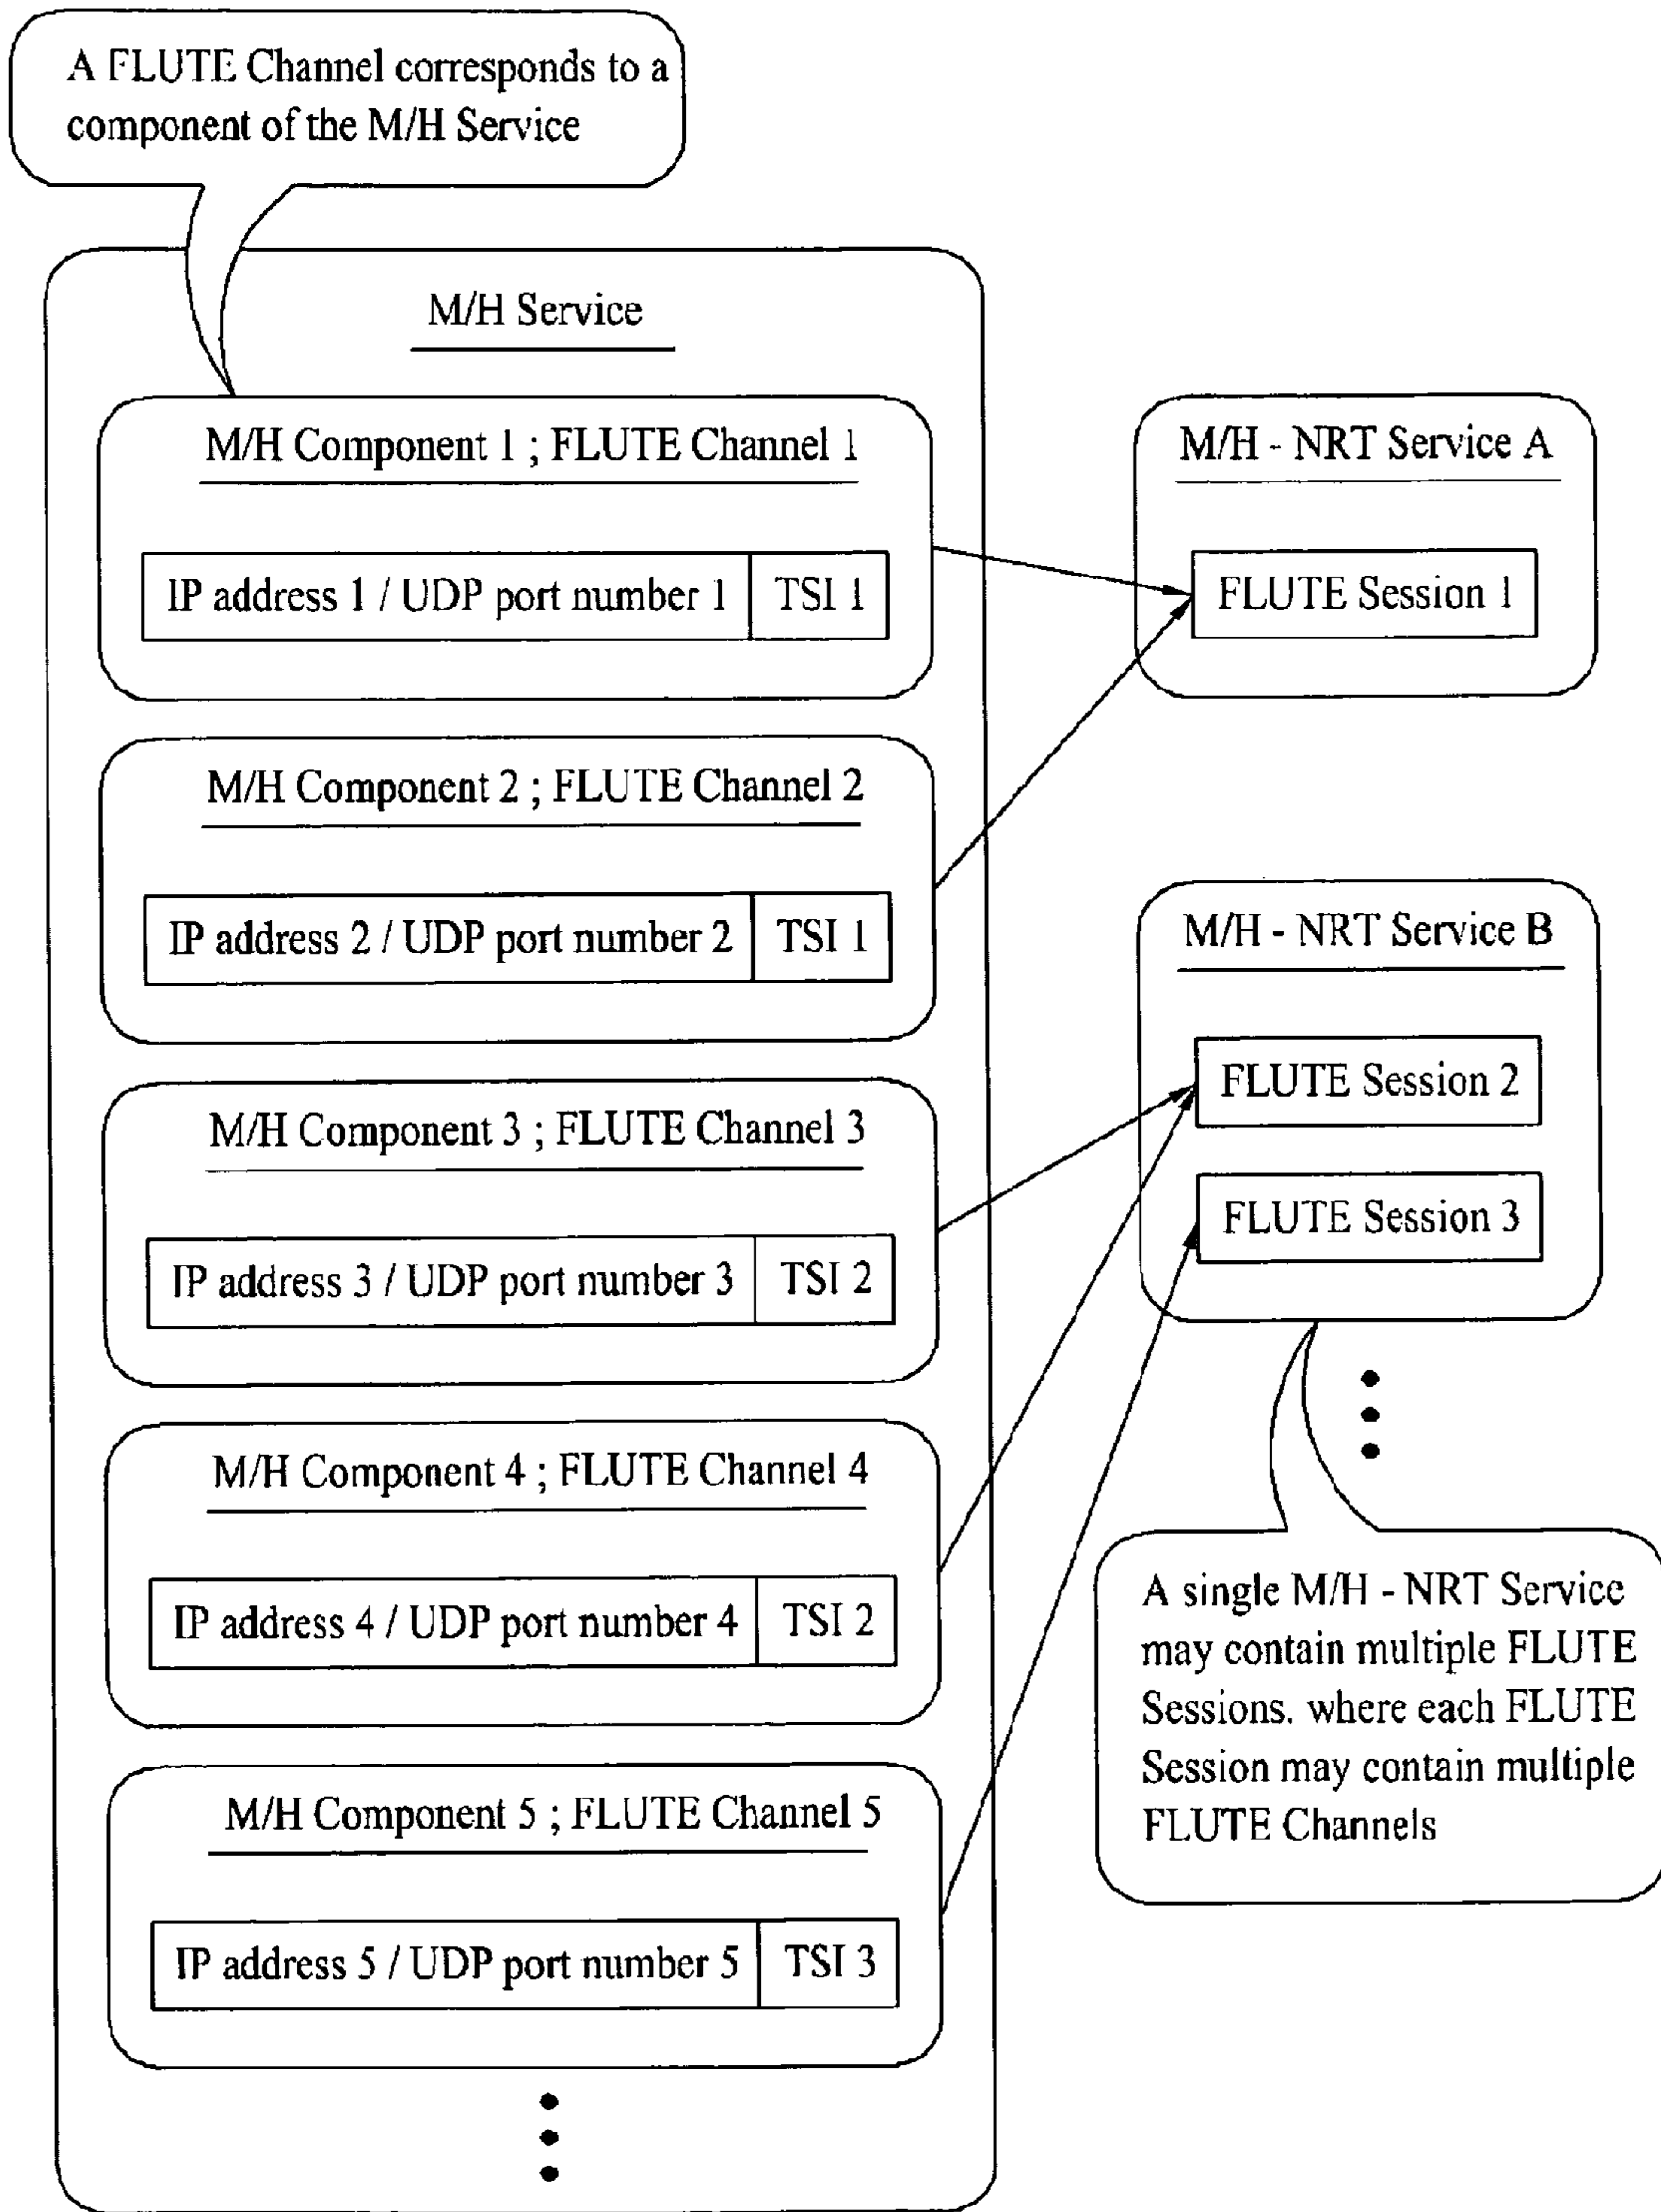 A FLUTE Channel corresponds to a
component of the M/H Service
M/H Service
M/H Component 1 ; FLUTE Channel 1
IP address 1 / UDP port number 1
TSI 1
M/H Component 2 ; FLUTE Channel 2
IP address 2 / UDP port number 2
TSI 1
M/H Component 3 ; FLUTE Channel 3
IP address 3 / UDP port number 3
TSI 2
M/H Component 4 ; FLUTE Channel 4
IP address 4 / UDP port number 4
TSI 2
M/H Component 5 ; FLUTE Channel 5
IP address 5 / UDP port number 5
TSI 3
M/H - NRT Service A
FLUTE Session 1
M/H - NRT Service B
FLUTE Session 2
FLUTE Session 3
A single M/H - NRT Service
may contain multiple FLUTE
Sessions. where each FLUTE
Session may contain multiple
FLUTE Channels